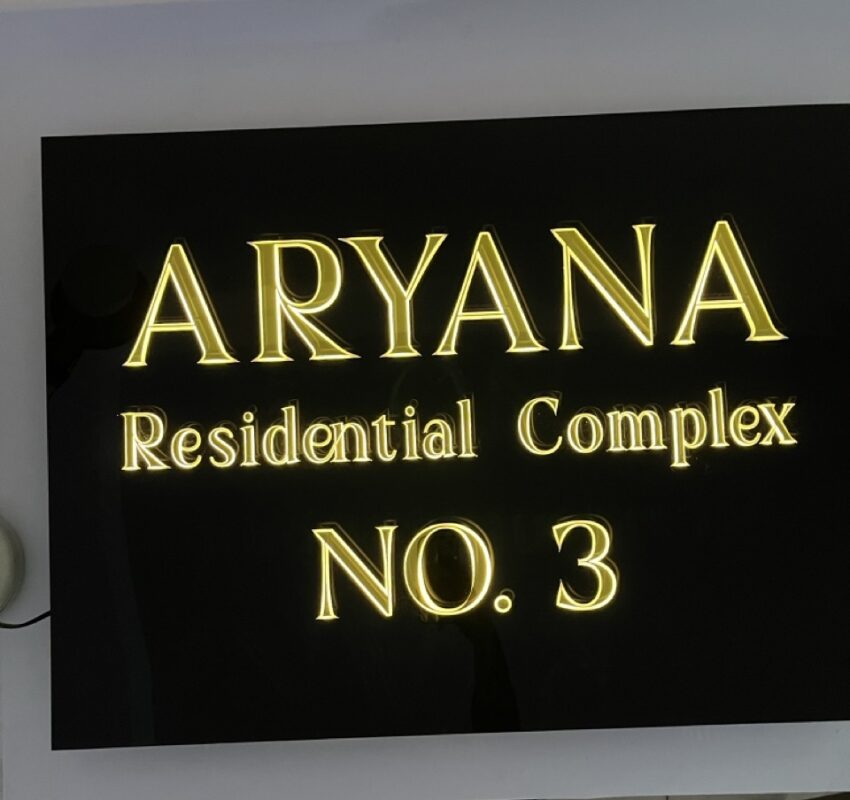 ARYANA
Residential Complex
NO. 3